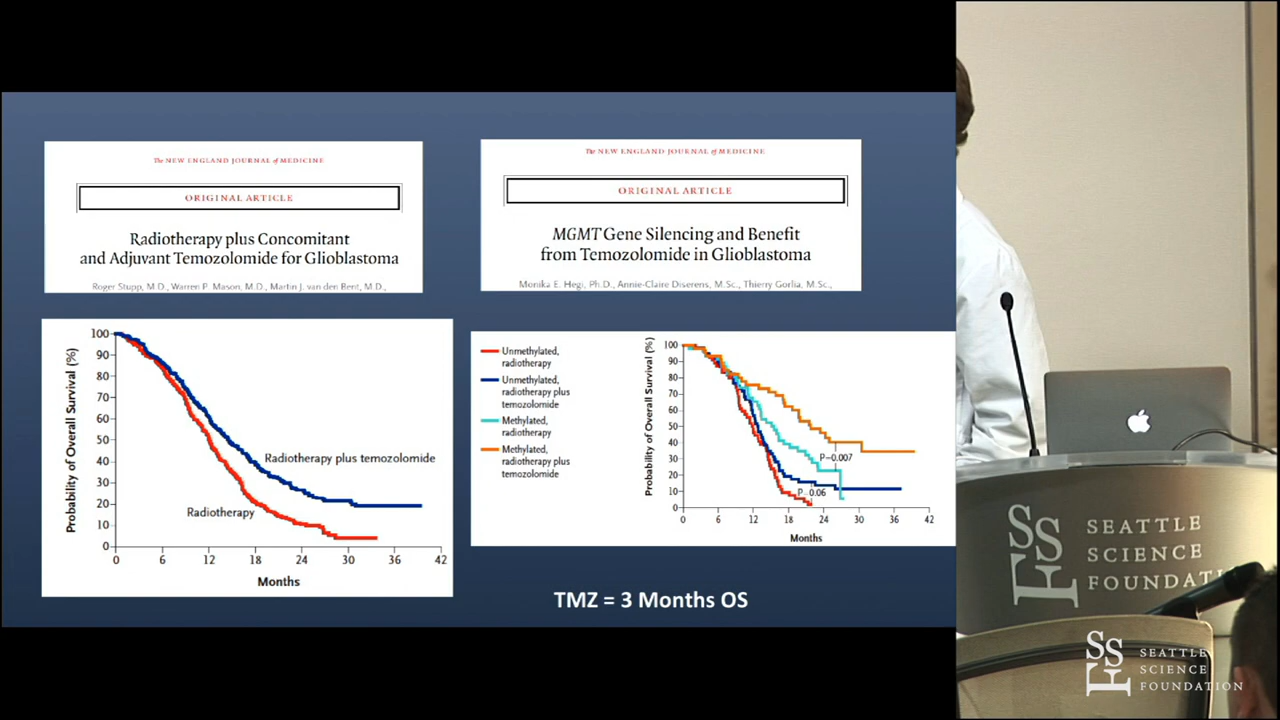 The NEW ENGLAND JOURNAL of MEDICINE
ORIGINAL ARTICLE
Radiotherapy plus Concomitant
and Adjuvant Temozolomide for Glioblastoma
Roger Stupp, M.D., Warren P. Mason, M.D., Martin J. van den Bent, M.D.,
The NEW ENGLAND JOURNAL of MEDICINE
ORIGINAL ARTICLE
MGMT Gene Silencing and Benefit
from Temozolomide in Glioblastoma
Monika E. Hegi, Ph.D., Annie-Claire Diserens, M.Sc., Thierry Gorlia, M.Sc.,
Probability of Overall Survival (%)
100
90
80
70
60
50
40
30
20
10
0
Radiotherapy plus temozolomide
Radiotherapy
0 6 12 18 24 30 36 42
Months
Unmethylated,
radiotherapy
Unmethylated,
radiotherapy plus
temozolomide
Methylated,
radiotherapy
Methylated,
radiotherapy plus
temozolomide
Probability of Overall Survival (%)
100
90
80
70
60
50
40
30
20
10
0
P=0.007
P=0.06
0 6 12 18 24 30 36 42
Months
TMZ = 3 Months OS
SSF
SEATTLE
SCIENCE
FOUNDATI
SSF
SEATTLE
SCIENCE
FOUNDATION